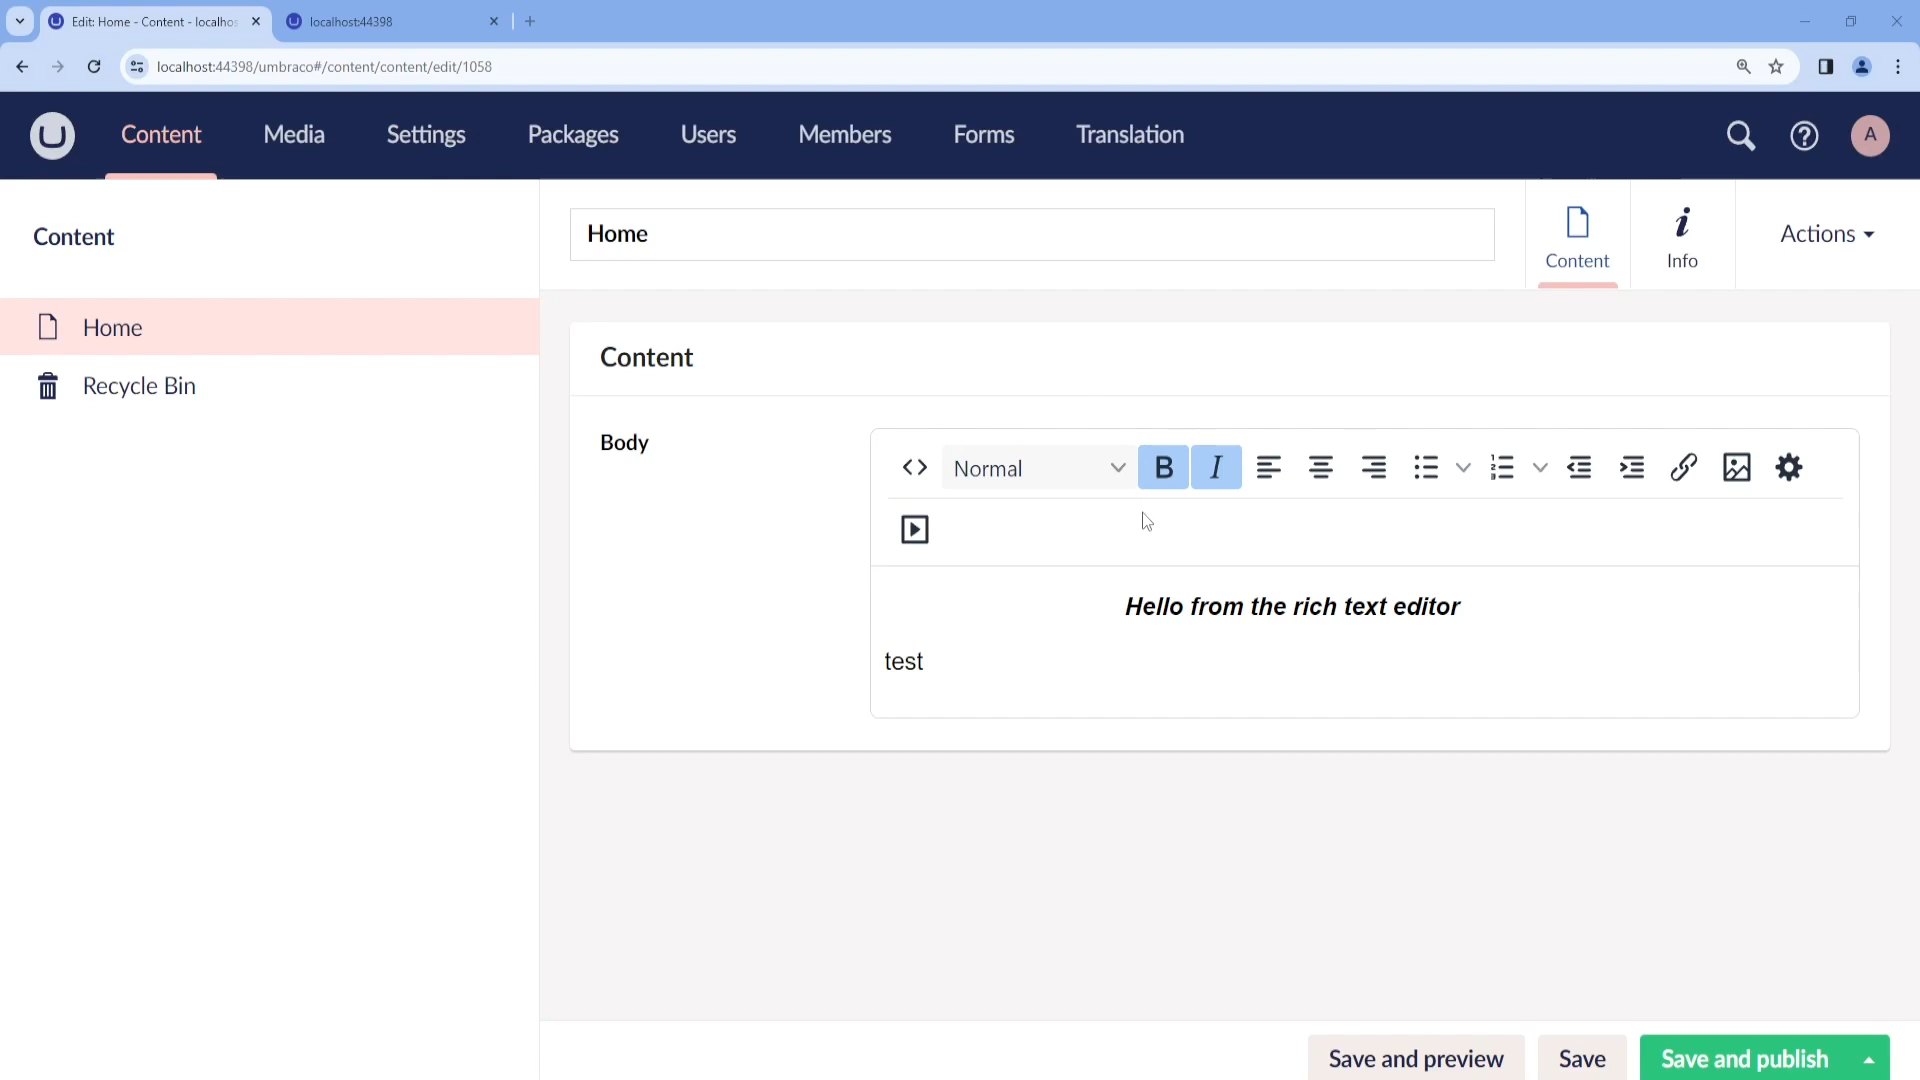 Edit: Home - Content - localhos
localhost:44398
localhost:44398/umbraco#/content/content/edit/1058
Content
Media
Settings
Packages
Users
Members
Forms
Translation
A
Content
Home
Content
Info
Actions
Home
Recycle Bin
Content
Body
Normal
B
I
Hello from the rich text editor
test
Save and preview
Save
Save and publish